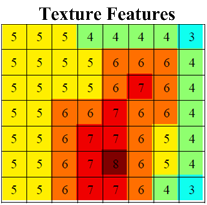 Texture Features
5 5 5 4 4 4 4 3
5 5 5 5 6 6 6 4
5 5 5 5 6 7 6 4
5 5 6 6 7 6 6 4
5 5 6 7 7 6 5 4
5 5 6 7 8 6 5 4
5 5 6 7 7 6 4 3